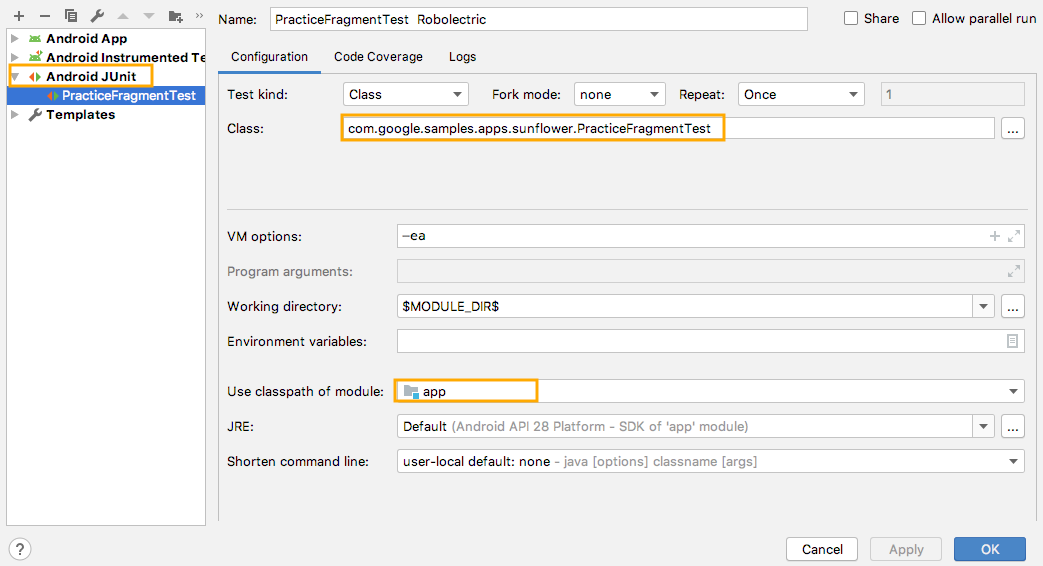 Name: PracticeFragmentTest Robolectric Share Allow parallel run
Android App
Android Instrumented Te
Android JUnit
PracticeFragmentTest
Templates
Configuration Code Coverage Logs
Test kind: Class Fork mode: none Repeat: Once 1
Class: com.google.samples.apps.sunflower.PracticeFragmentTest ...
VM options: -ea
Program arguments:
Working directory: $MODULE_DIR$ ...
Environment variables:
Use classpath of module: app
JRE: Default (Android API 28 Platform - SDK of 'app' module) ...
Shorten command line: user-local default: none - java [options] classname [args]
? Cancel Apply OK